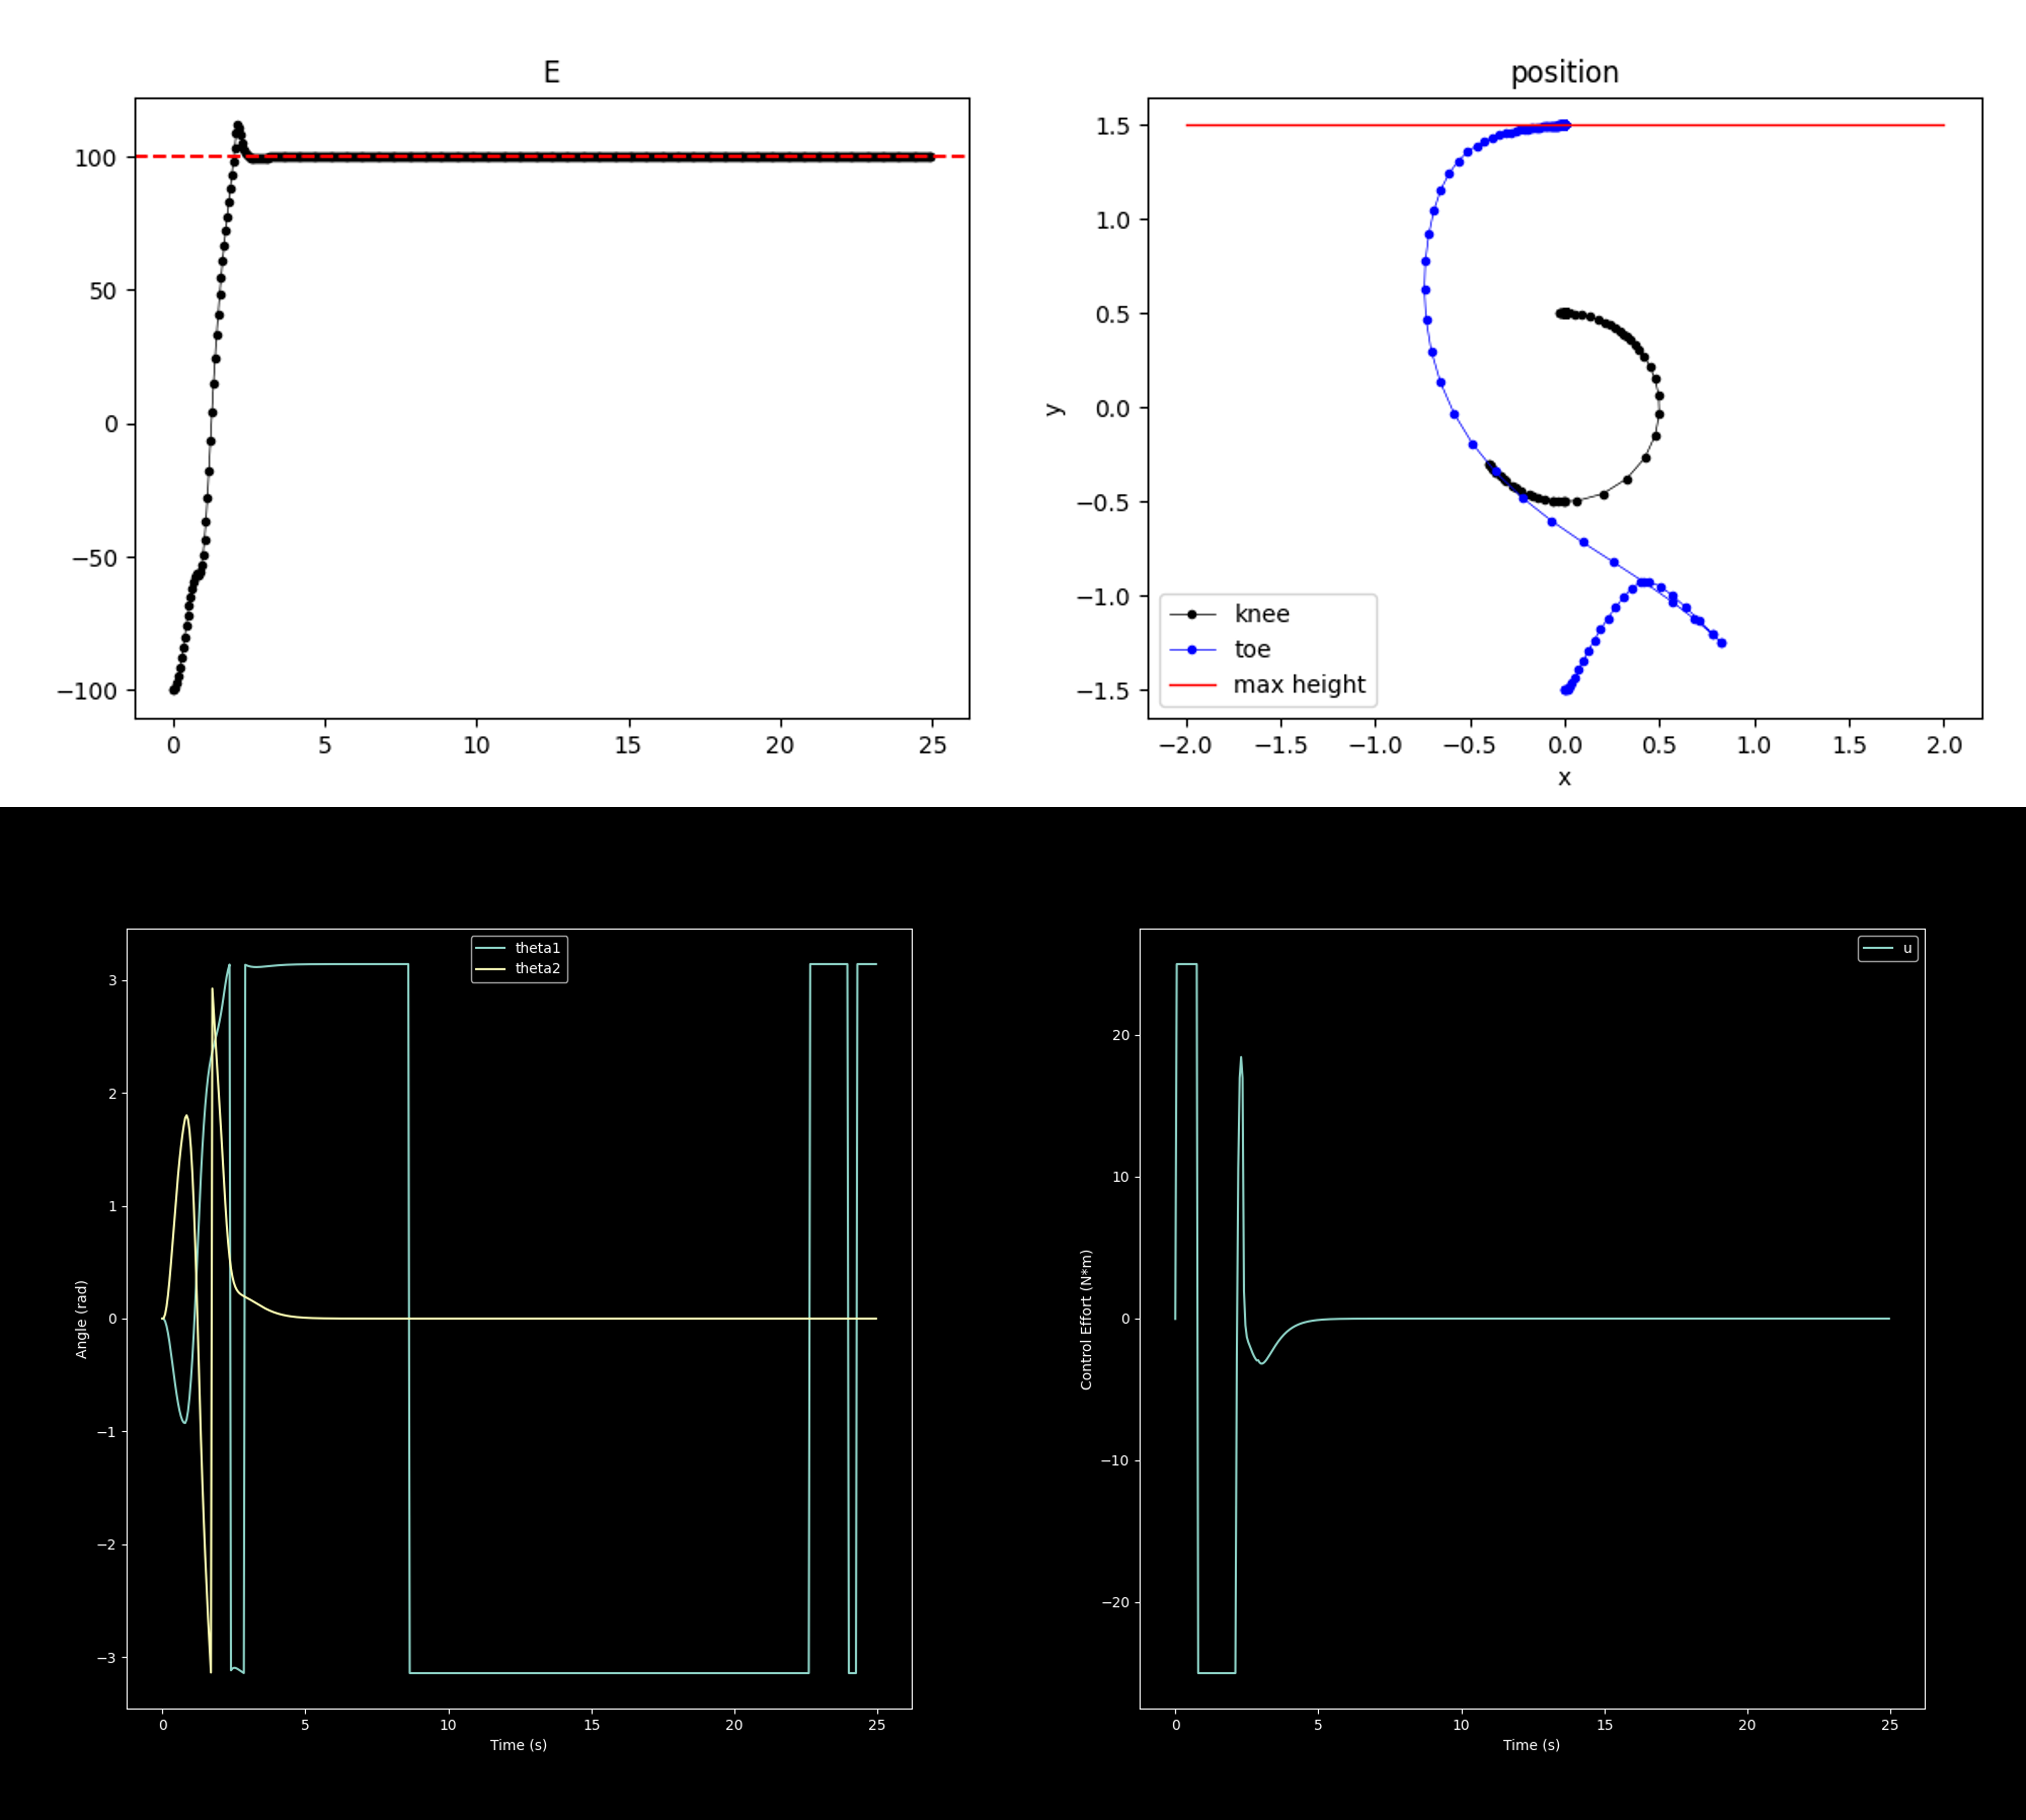 E
100
50
0
−50
−100
0 5 10 15 20 25
position
1.5
1.0
0.5
0.0
−0.5
−1.0
−1.5
y
knee
toe
max height
−2.0 −1.5 −1.0 −0.5 0.0 0.5 1.0 1.5 2.0
x
theta1
theta2
3
2
1
0
−1
−2
−3
Angle (rad)
0 5 10 15 20 25
Time (s)
u
20
10
0
−10
−20
Control Effort (N*m)
0 5 10 15 20 25
Time (s)